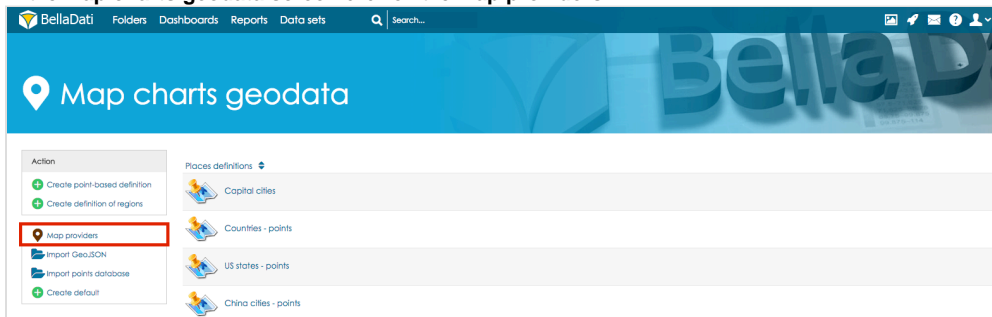 BellaDati Folders Dashboards Reports Data sets Search...
Map charts geodata
Action
Create point-based definition
Create definition of regions
Map providers
Import GeoJSON
Import points database
Create default
Places definitions
Capital cities
Countries - points
US states - points
China cities - points